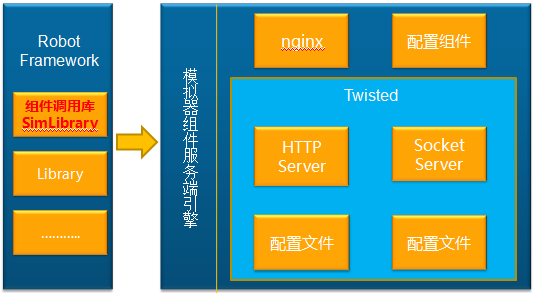 Robot
Framework
组件调用库
SimLibrary
Library
...........
模拟器组件服务端引擎
nginx
配置组件
Twisted
HTTP
Server
Socket
Server
配置文件
配置文件